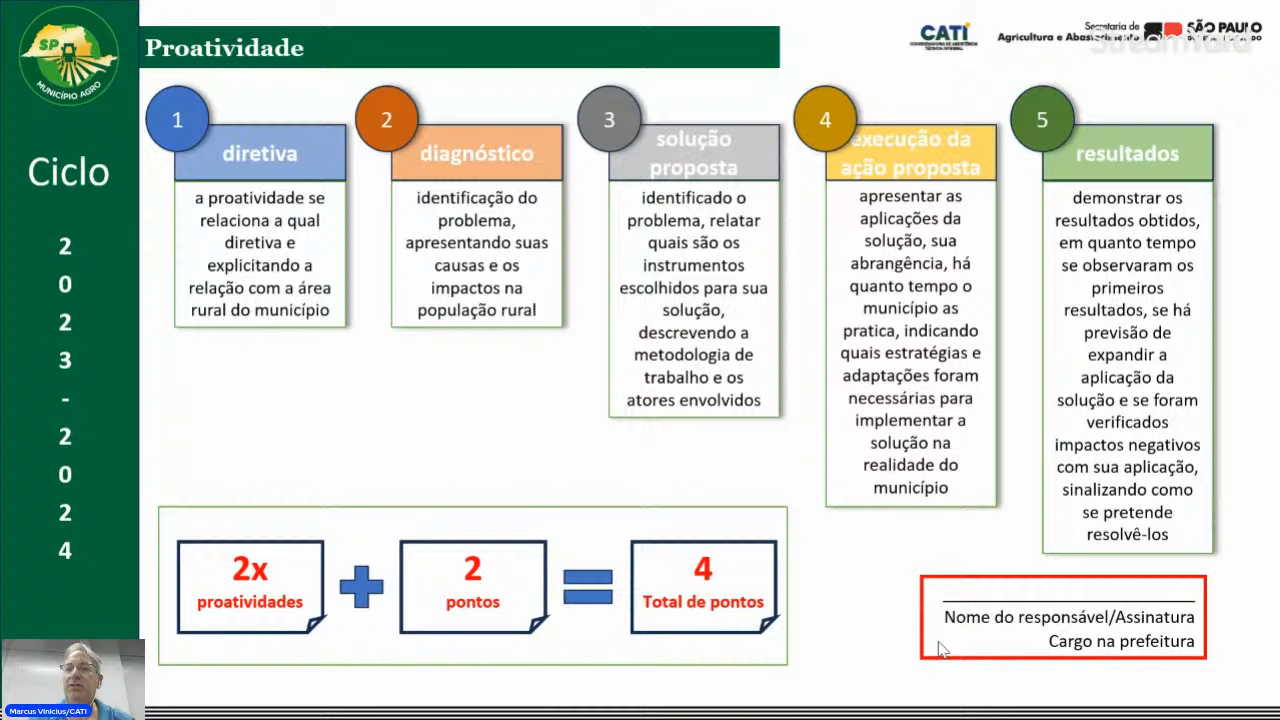 SP
MUNICÍPIO AGRO
Proatividade
CATI
COORDENADORIA DE ASSISTÊNCIA
TÉCNICA INTEGRAL
Secretaria de
Agricultura e Abastecimento
SÃO PAULO
Ciclo
2
0
2
3
-
2
0
2
4
1
diretiva
a proatividade se
relaciona a qual
diretiva e
explicitando a
relação com a área
rural do município
2
diagnóstico
identificação do
problema,
apresentando suas
causas e os
impactos na
população rural
3
solução
proposta
identificado o
problema, relatar
quais são os
instrumentos
escolhidos para sua
solução,
descrevendo a
metodologia de
trabalho e os
atores envolvidos
4
execução da
ação proposta
apresentar as
aplicações da
solução, sua
abrangência, há
quanto tempo o
município as
pratica, indicando
quais estratégias e
adaptações foram
necessárias para
implementar a
solução na
realidade do
município
5
resultados
demonstrar os
resultados obtidos,
em quanto tempo
se observaram os
primeiros
resultados, se há
previsão de
expandir a
aplicação da
solução e se foram
verificados
impactos negativos
com sua aplicação,
sinalizando como
se pretende
resolvê-los
2x
proatividades
2
pontos
4
Total de pontos
Nome do responsável/Assinatura
Cargo na prefeitura
Marcus Vinicius/CATI